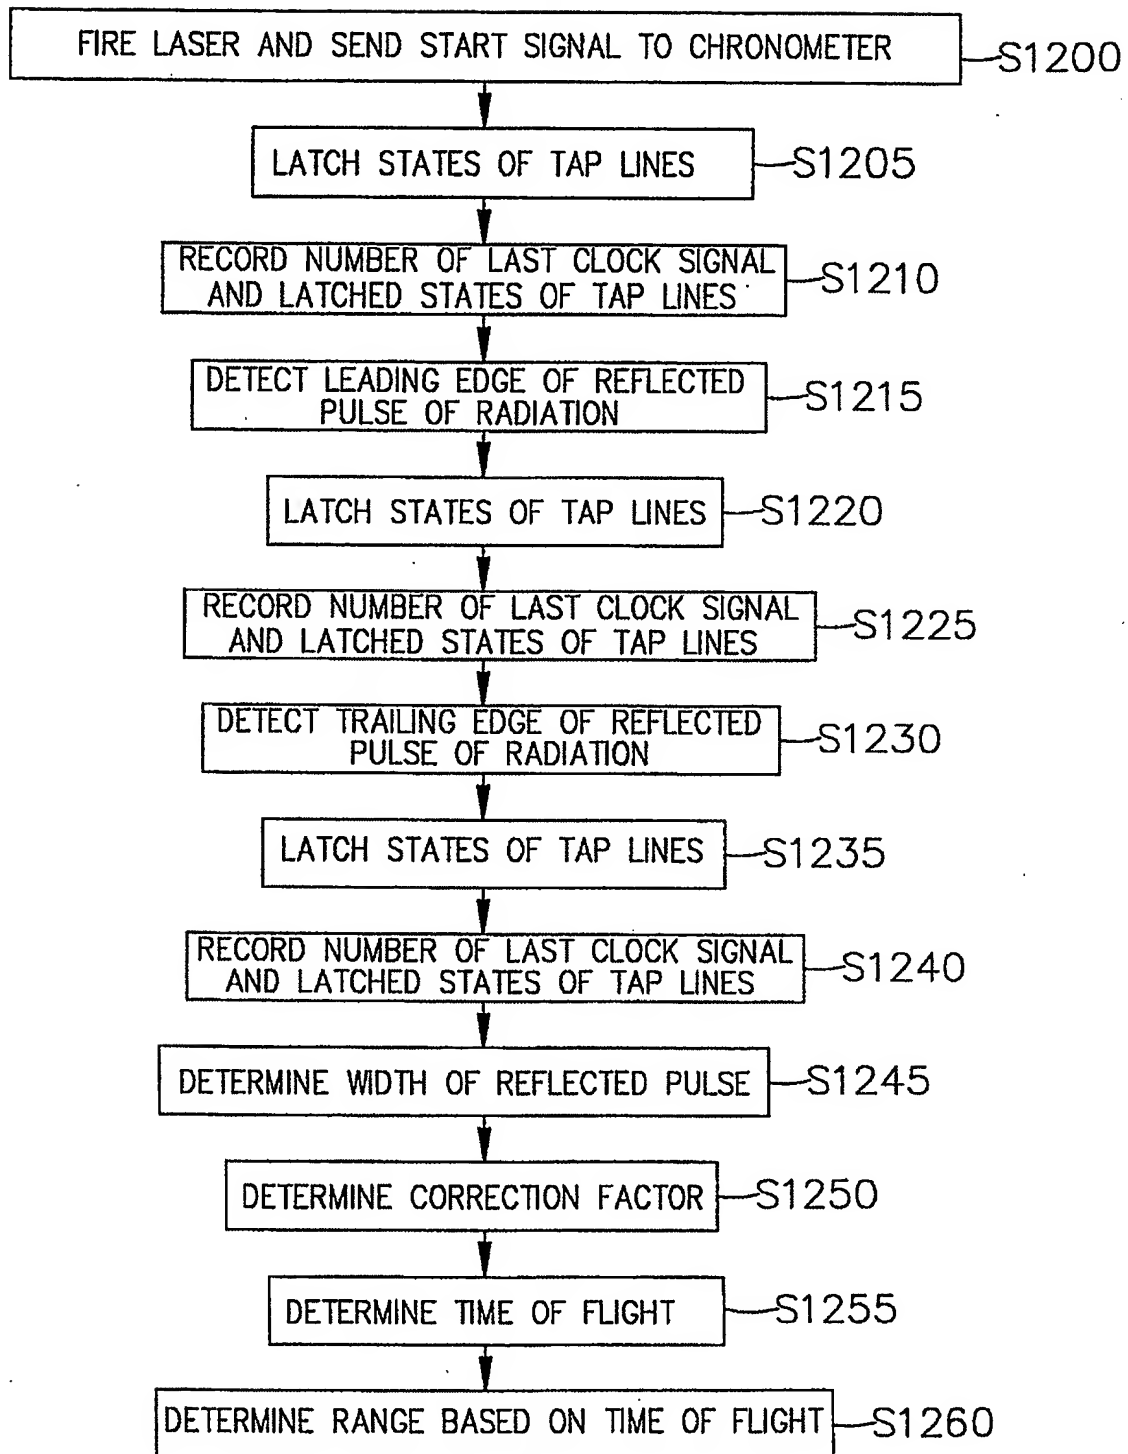 FIRE LASER AND SEND START SIGNAL TO CHRONOMETER
S1200
LATCH STATES OF TAP LINES
S1205
RECORD NUMBER OF LAST CLOCK SIGNAL
AND LATCHED STATES OF TAP LINES
S1210
DETECT LEADING EDGE OF REFLECTED
PULSE OF RADIATION
S1215
LATCH STATES OF TAP LINES
S1220
RECORD NUMBER OF LAST CLOCK SIGNAL
AND LATCHED STATES OF TAP LINES
S1225
DETECT TRAILING EDGE OF REFLECTED
PULSE OF RADIATION
S1230
LATCH STATES OF TAP LINES
S1235
RECORD NUMBER OF LAST CLOCK SIGNAL
AND LATCHED STATES OF TAP LINES
S1240
DETERMINE WIDTH OF REFLECTED PULSE
S1245
DETERMINE CORRECTION FACTOR
S1250
DETERMINE TIME OF FLIGHT
S1255
DETERMINE RANGE BASED ON TIME OF FLIGHT
S1260